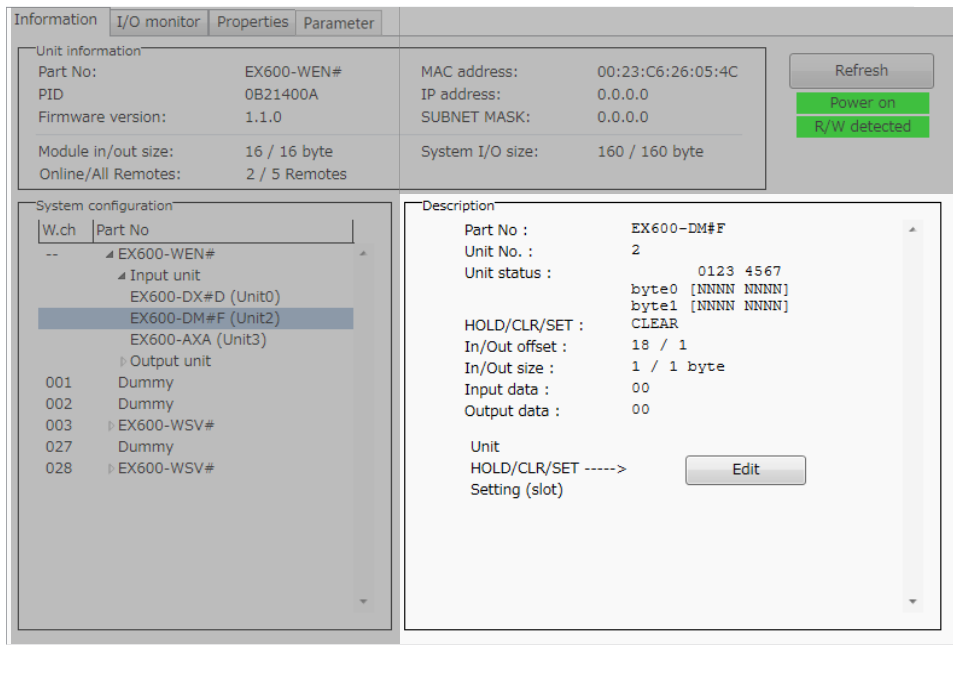 Information I/O monitor Properties Parameter
Unit information
Part No: EX600-WEN# MAC address: 00:23:C6:26:05:4C Refresh
PID 0B21400A IP address: 0.0.0.0 Power on
Firmware version: 1.1.0 SUBNET MASK: 0.0.0.0 R/W detected
Module in/out size: 16 / 16 byte System I/O size: 160 / 160 byte
Online/All Remotes: 2 / 5 Remotes
System configuration
W.ch Part No
-- EX600-WEN#
Input unit
EX600-DX#D (Unit0)
EX600-DM#F (Unit2)
EX600-AXA (Unit3)
Output unit
001 Dummy
002 Dummy
003 EX600-WSV#
027 Dummy
028 EX600-WSV#
Description
Part No : EX600-DM#F
Unit No. : 2
Unit status : 0123 4567
byte0 [NNNN NNNN]
byte1 [NNNN NNNN]
HOLD/CLR/SET : CLEAR
In/Out offset : 18 / 1
In/Out size : 1 / 1 byte
Input data : 00
Output data : 00
Unit
HOLD/CLR/SET -----> Edit
Setting (slot)